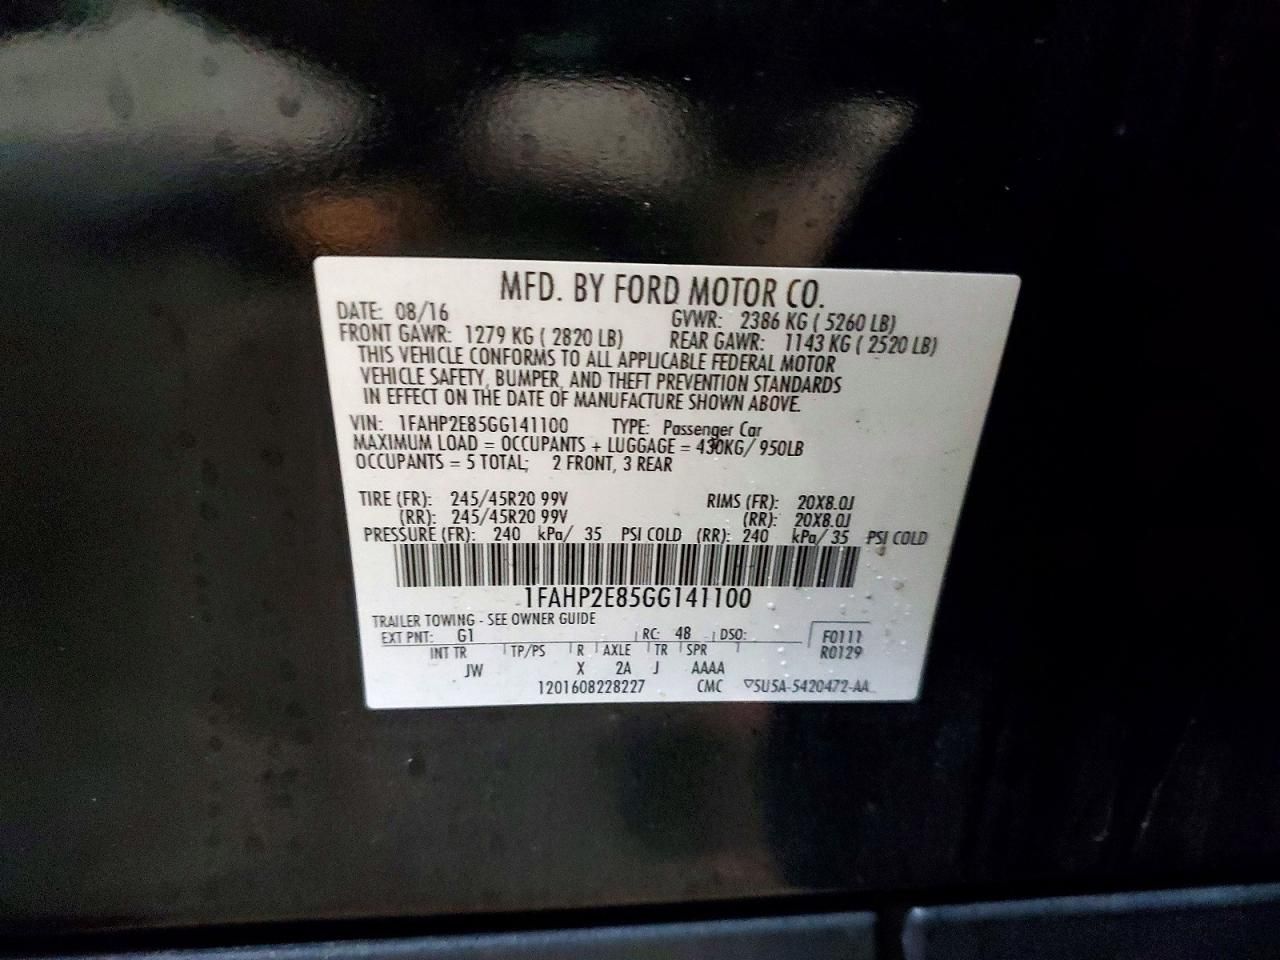 MFD. BY FORD MOTOR CO.
DATE: 08/16 GVWR: 2386 KG ( 5260 LB)
FRONT GAWR: 1279 KG ( 2820 LB) REAR GAWR: 1143 KG ( 2520 LB)
THIS VEHICLE CONFORMS TO ALL APPLICABLE FEDERAL MOTOR
VEHICLE SAFETY, BUMPER, AND THEFT PREVENTION STANDARDS
IN EFFECT ON THE DATE OF MANUFACTURE SHOWN ABOVE.
VIN: 1FAHP2E85GG141100 TYPE: Passenger Car
MAXIMUM LOAD = OCCUPANTS + LUGGAGE = 430KG/ 950LB
OCCUPANTS = 5 TOTAL; 2 FRONT, 3 REAR
TIRE (FR): 245/45R20 99V RIMS (FR): 20X8.0J
(RR): 245/45R20 99V (RR): 20X8.0J
PRESSURE (FR): 240 kPa/ 35 PSI COLD (RR): 240 kPa/ 35 PSI COLD
1FAHP2E85GG141100
TRAILER TOWING - SEE OWNER GUIDE
EXT PNT: G1 RC: 48 DSO: F0111
INT TR TP/PS R AXLE TR SPR R0129
JW X 2A J AAAA
1201608228227 CMC ▽5U5A-5420472-AA